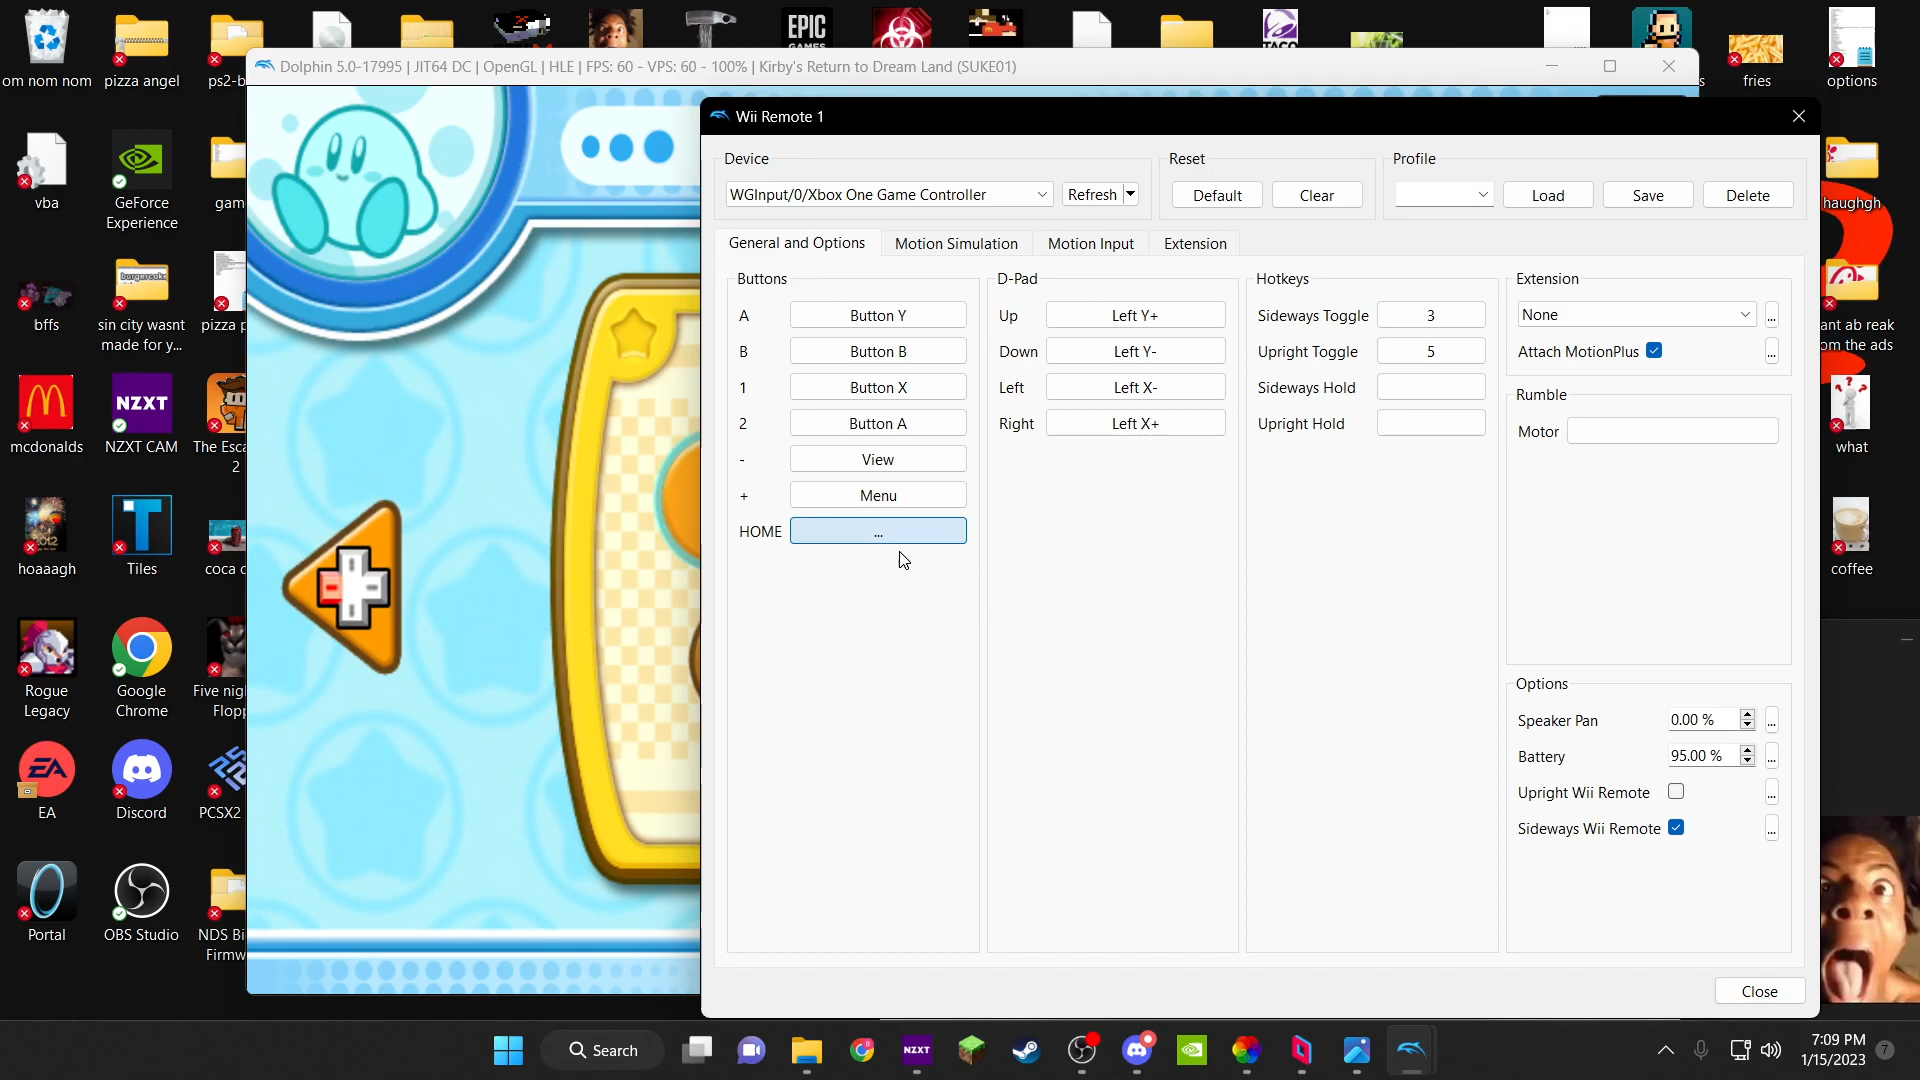 EPIC
GAMES
TACO
om nom nom
pizza angel
ps2-b
fries
options
Dolphin 5.0-17995 | JIT64 DC | OpenGL | HLE | FPS: 60 - VPS: 60 - 100% | Kirby's Return to Dream Land (SUKE01)
Wii Remote 1
Device
Reset
Profile
WGInput/0/Xbox One Game Controller
Refresh
Default
Clear
Load
Save
Delete
General and Options
Motion Simulation
Motion Input
Extension
Buttons
D-Pad
Hotkeys
Extension
A
Button Y
Up
Left Y+
Sideways Toggle
3
None
...
B
Button B
Down
Left Y-
Upright Toggle
5
Attach MotionPlus
...
1
Button X
Left
Left X-
Sideways Hold
Rumble
2
Button A
Right
Left X+
Upright Hold
Motor
-
View
+
Menu
HOME
...
Options
Speaker Pan
0.00 %
...
Battery
95.00 %
...
Upright Wii Remote
...
Sideways Wii Remote
...
Close
vba
GeForce
Experience
gam
haughgh
burgercoke
bffs
sin city wasnt
made for y...
pizza p
ant ab reak
om the ads
NZXT
mcdonalds
NZXT CAM
The Esca
2
what
2012
hoaaagh
Tiles
coca c
coffee
Rogue
Legacy
Google
Chrome
Five nig
Flopp
EA
EA
Discord
PCSX2
Portal
OBS Studio
NDS Bi
Firmw
Search
NZXT
7:09 PM
1/15/2023
7